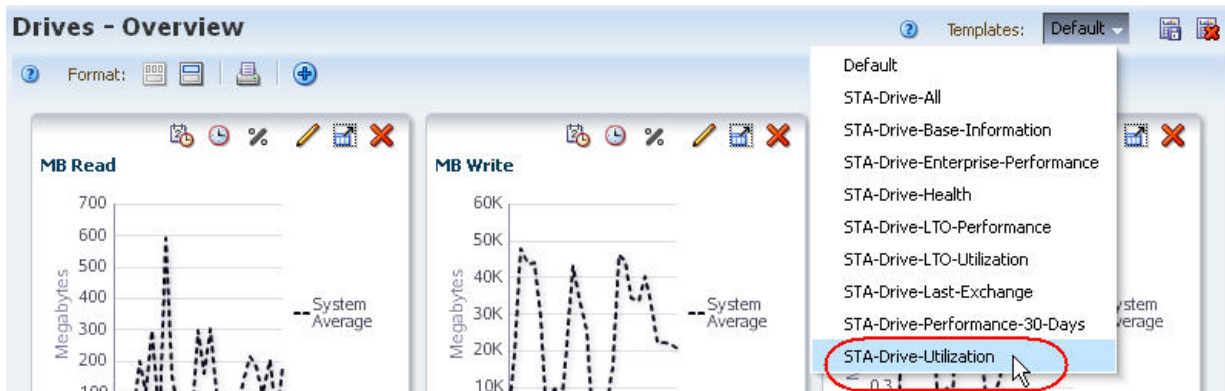 Drives - Overview
Templates: Default
Format:
Default
STA-Drive-All
STA-Drive-Base-Information
STA-Drive-Enterprise-Performance
STA-Drive-Health
STA-Drive-LTO-Performance
STA-Drive-LTO-Utilization
STA-Drive-Last-Exchange
STA-Drive-Performance-30-Days
STA-Drive-Utilization
MB Read
700
600
500
400
300
200
100
Megabytes
System
Average
MB Write
60K
50K
40K
30K
20K
10K
Megabytes
System
Average
ystem
verage
0.3